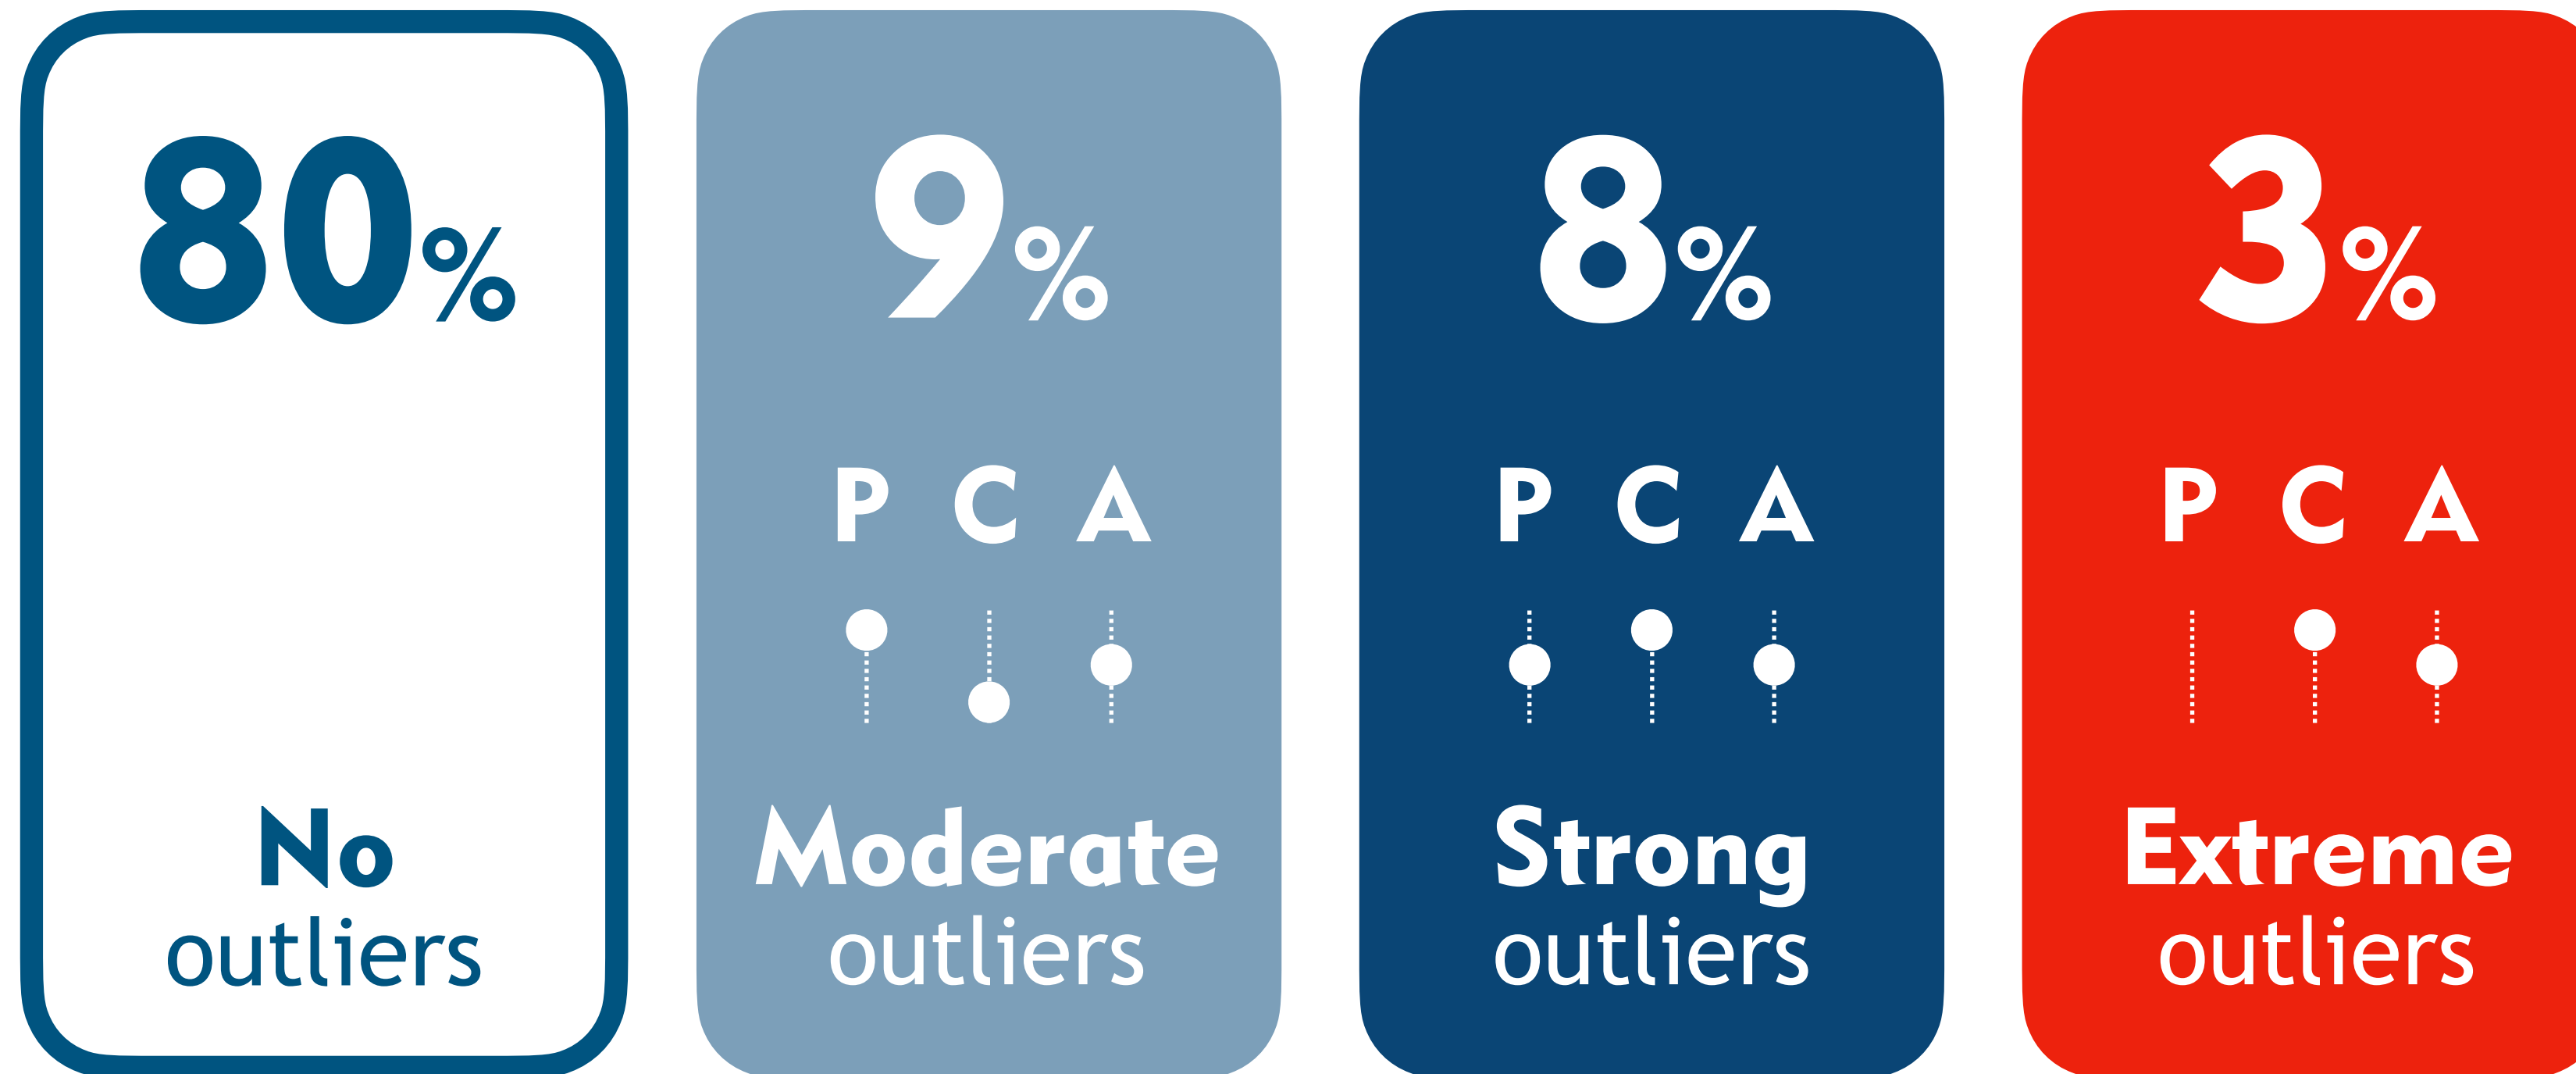 80%
No
outliers
9%
P C A
Moderate
outliers
8%
P C A
Strong
outliers
3%
P C A
Extreme
outliers